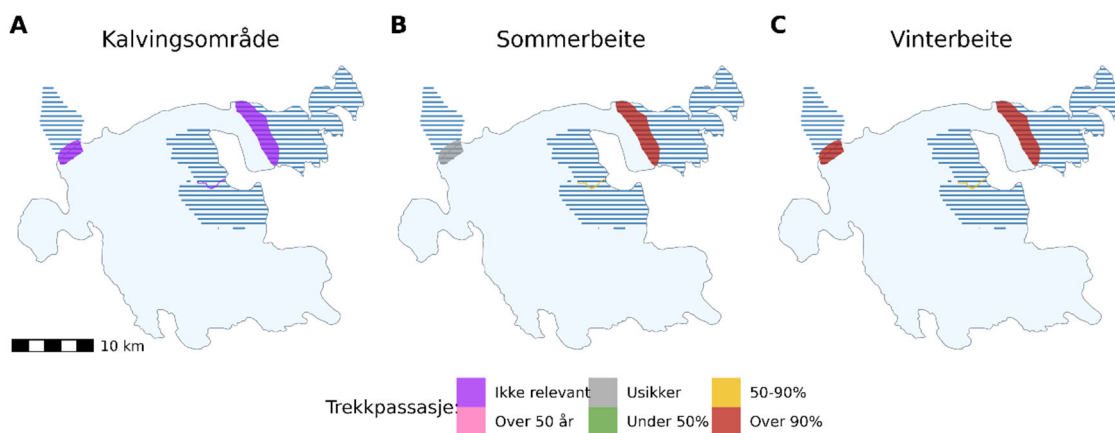 A
Kalvingsområde
B
Sommerbeite
C
Vinterbeite
10 km
Trekkpassasje:
Ikke relevant
Usikker
50-90%
Over 50 år
Under 50%
Over 90%